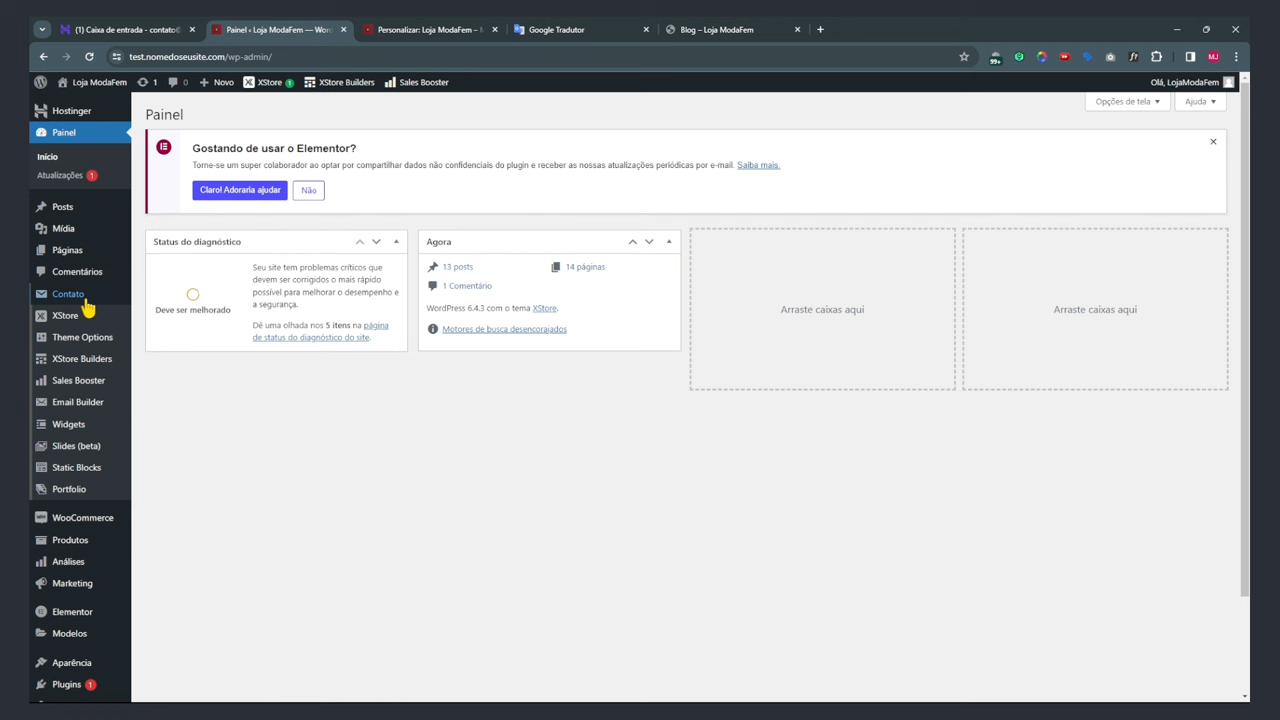 (1) Caixa de entrada - contato@
Painel ‹ Loja ModaFem — Word
Personalizar: Loja ModaFem –
Google Tradutor
Blog – Loja ModaFem
test.nomedoseusite.com/wp-admin/
99+
MJ
Loja ModaFem
1
0
Novo
XStore 1
XStore Builders
Sales Booster
Olá, LojaModaFem
Hostinger
Painel
Início
Atualizações 1
Posts
Mídia
Páginas
Comentários
Contato
XStore
Theme Options
XStore Builders
Sales Booster
Email Builder
Widgets
Slides (beta)
Static Blocks
Portfolio
WooCommerce
Produtos
Análises
Marketing
Elementor
Modelos
Aparência
Plugins 1
Painel
Opções de tela
Ajuda
Gostando de usar o Elementor?
Torne-se um super colaborador ao optar por compartilhar dados não confidenciais do plugin e receber as nossas atualizações periódicas por e-mail. Saiba mais.
Claro! Adoraria ajudar
Não
Status do diagnóstico
Deve ser melhorado
Seu site tem problemas críticos que
devem ser corrigidos o mais rápido
possível para melhorar o desempenho e
a segurança.
Dê uma olhada nos 5 itens na página
de status do diagnóstico do site.
Agora
13 posts
14 páginas
1 Comentário
WordPress 6.4.3 com o tema XStore.
Motores de busca desencorajados
Arraste caixas aqui
Arraste caixas aqui